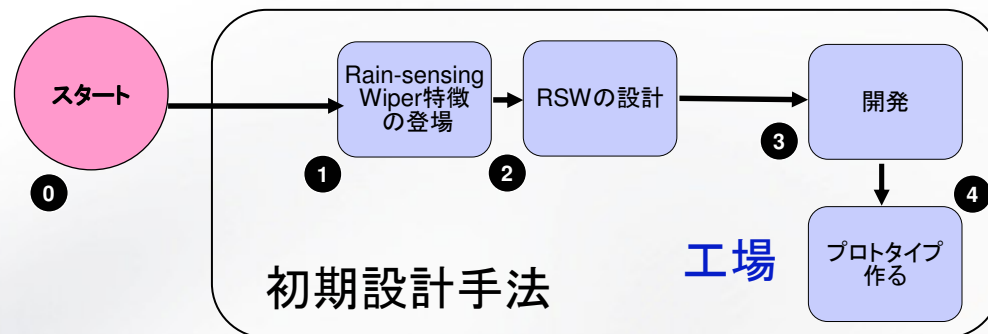 スタート
0
Rain-sensing
Wiper特徴
の登場
1
RSWの設計
2
開発
3
プロトタイプ
作る
4
工場
初期設計手法